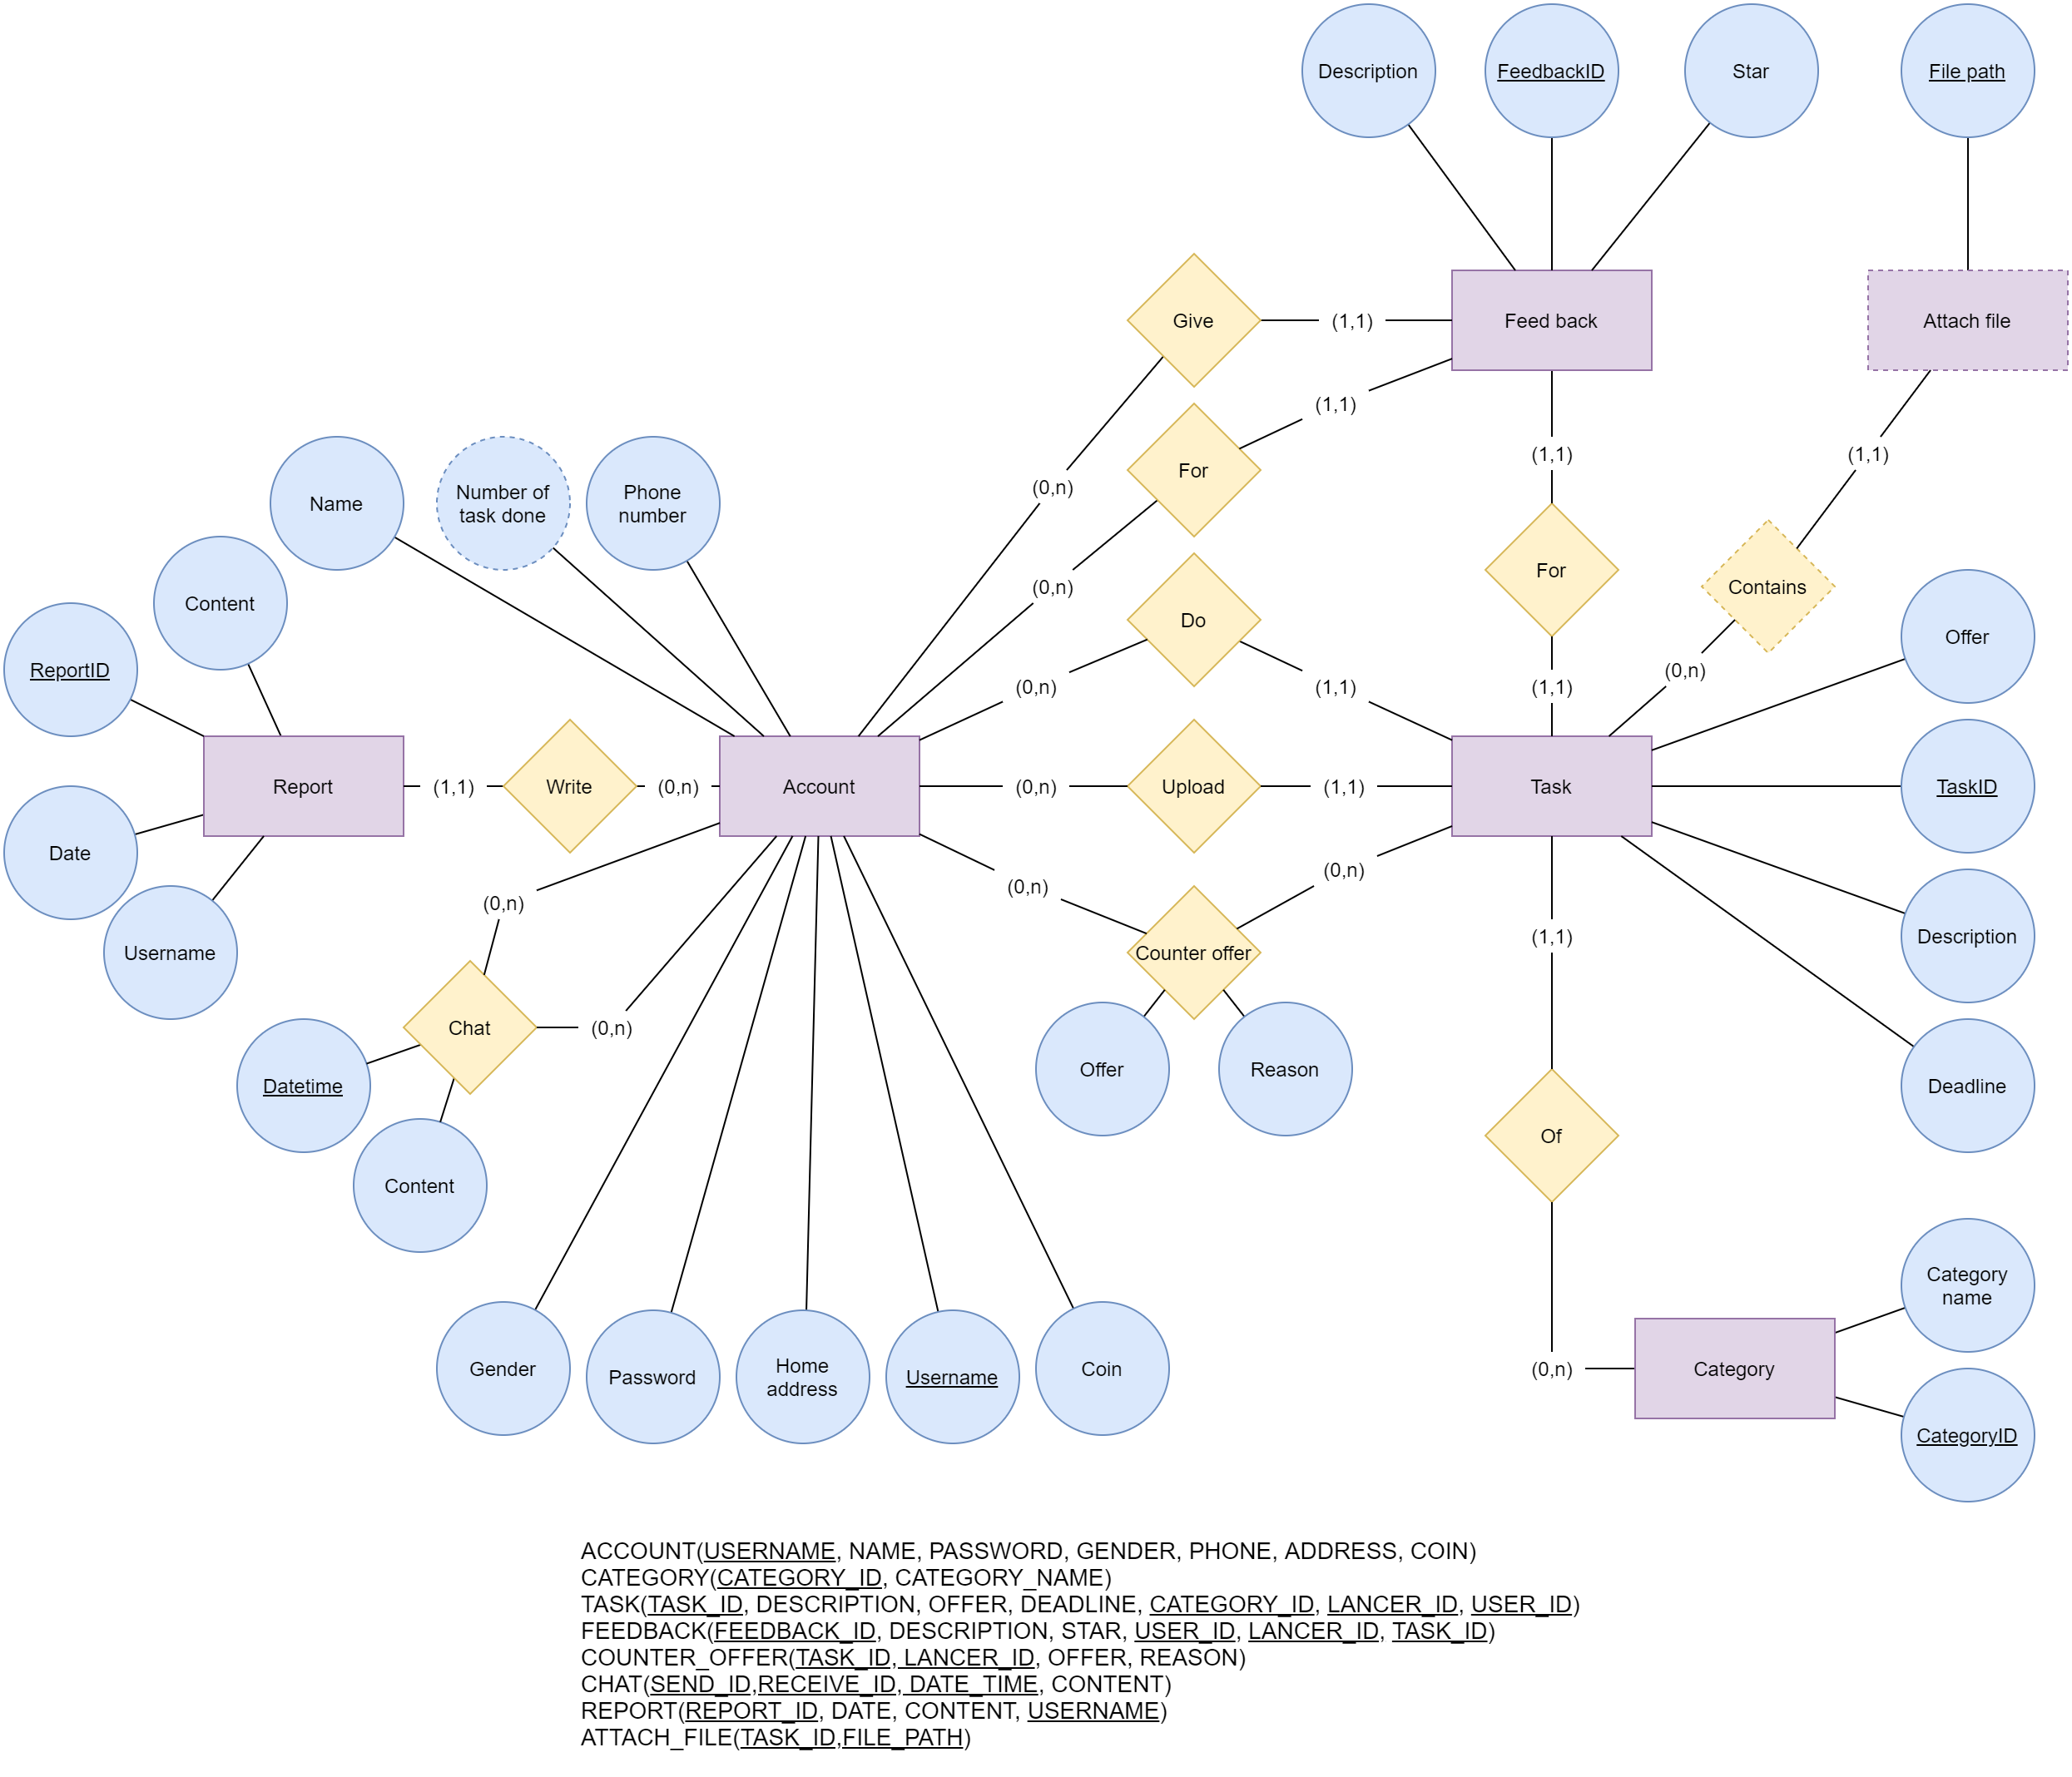 Description
FeedbackID
Star
File path
Give
(1,1)
Feed back
Attach file
(1,1)
For
(1,1)
(1,1)
(0,n)
Name
Number of
task done
Phone
number
For
Contains
(0,n)
Content
Do
Offer
ReportID
(0,n)
(1,1)
(1,1)
(0,n)
Report
(1,1)
Write
(0,n)
Account
(0,n)
Upload
(1,1)
Task
TaskID
Date
(0,n)
(0,n)
(0,n)
Description
(1,1)
Username
Counter offer
Chat
(0,n)
Datetime
Offer
Reason
Deadline
Of
Content
Category
name
Gender
Password
Home
address
Username
Coin
(0,n)
Category
CategoryID
ACCOUNT(USERNAME, NAME, PASSWORD, GENDER, PHONE, ADDRESS, COIN)
CATEGORY(CATEGORY_ID, CATEGORY_NAME)
TASK(TASK_ID, DESCRIPTION, OFFER, DEADLINE, CATEGORY_ID, LANCER_ID, USER_ID)
FEEDBACK(FEEDBACK_ID, DESCRIPTION, STAR, USER_ID, LANCER_ID, TASK_ID)
COUNTER_OFFER(TASK_ID, LANCER_ID, OFFER, REASON)
CHAT(SEND_ID,RECEIVE_ID, DATE_TIME, CONTENT)
REPORT(REPORT_ID, DATE, CONTENT, USERNAME)
ATTACH_FILE(TASK_ID,FILE_PATH)